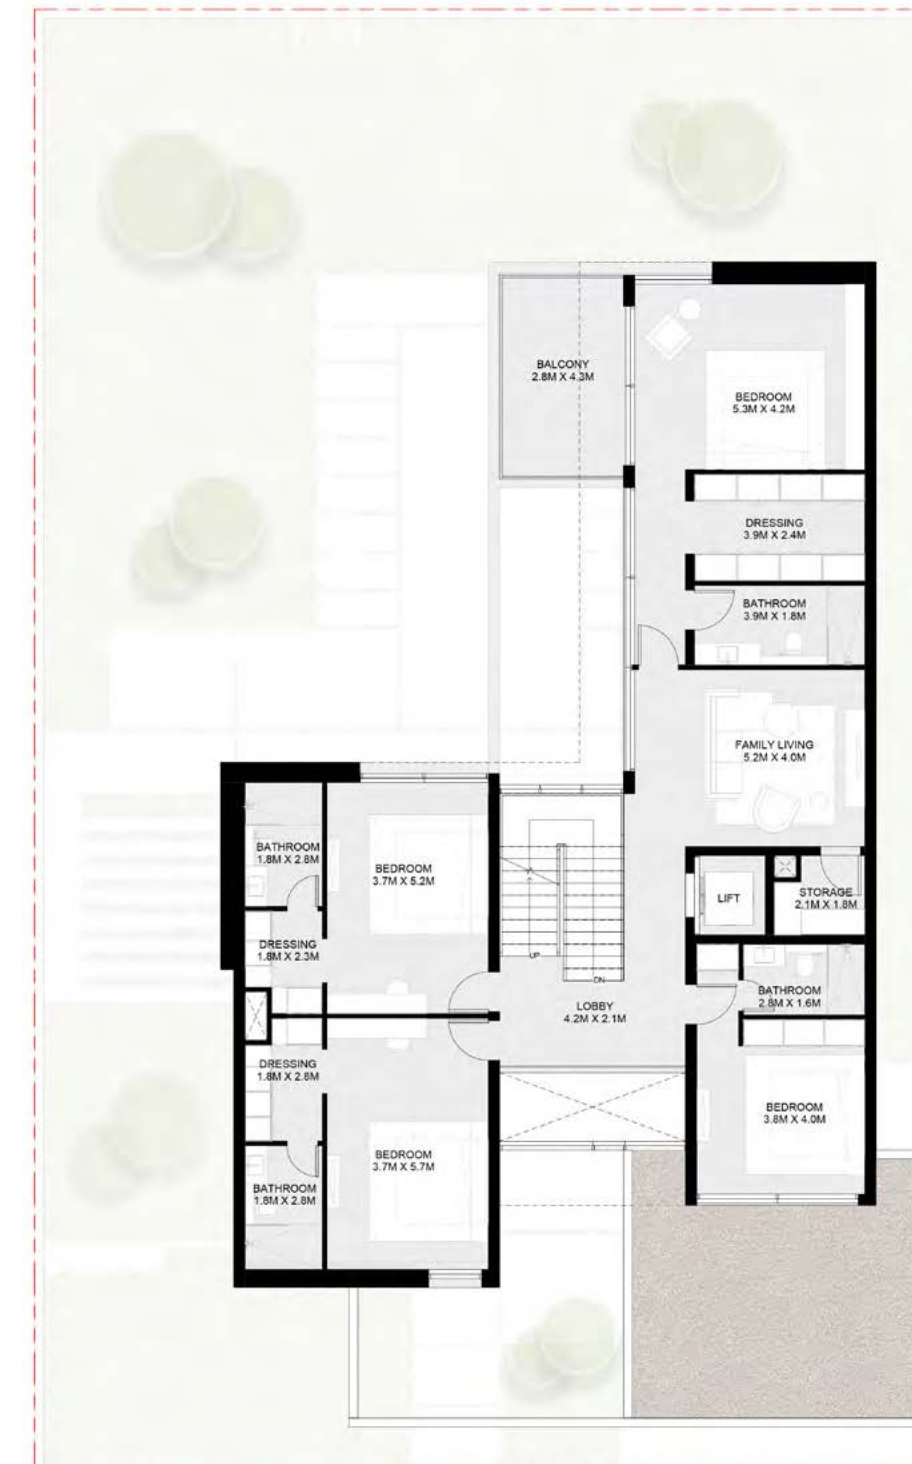 BALCONY
2.8M X 4.3M
BEDROOM
5.3M X 4.2M
DRESSING
3.9M X 2.4M
BATHROOM
3.9M X 1.8M
FAMILY LIVING
5.2M X 4.0M
BATHROOM
1.8M X 2.8M
BEDROOM
3.7M X 5.2M
LIFT
STORAGE
2.1M X 1.8M
DRESSING
1.8M X 2.3M
UP
DN
LOBBY
4.2M X 2.1M
BATHROOM
2.8M X 1.6M
DRESSING
1.8M X 2.8M
BEDROOM
3.8M X 4.0M
BEDROOM
3.7M X 5.7M
BATHROOM
1.8M X 2.8M